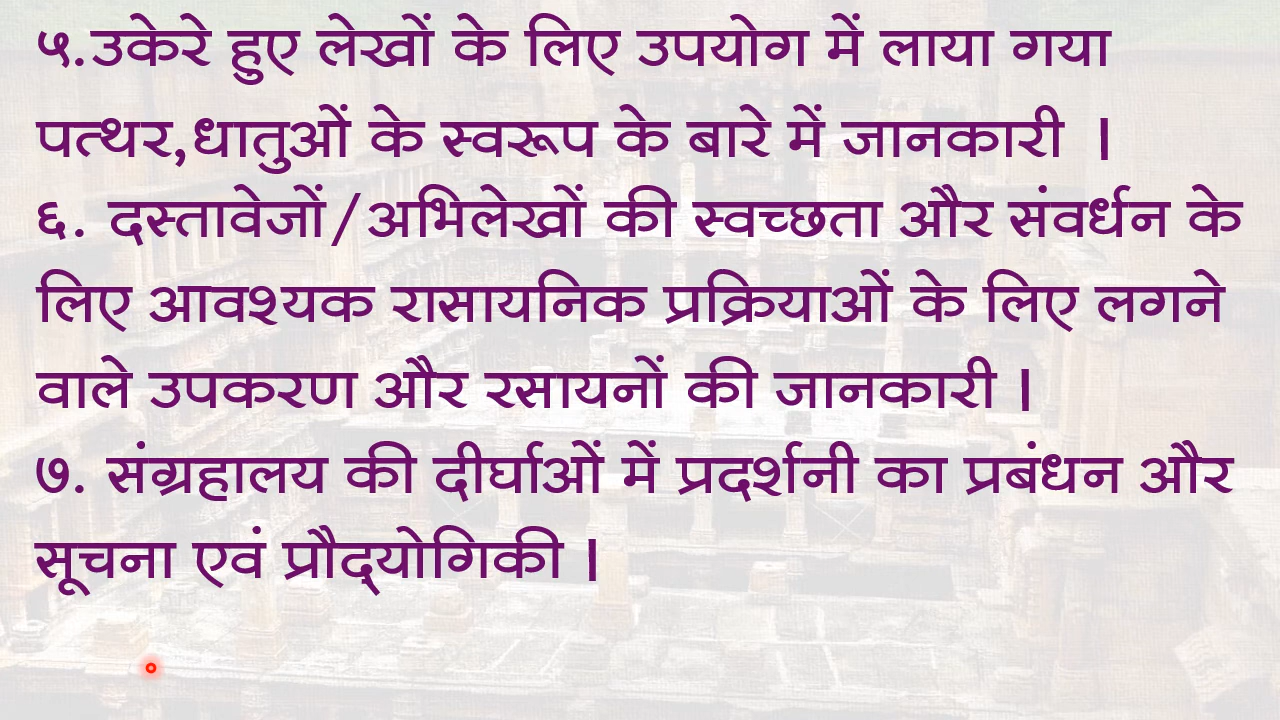 ५.उकेरे हुए लेखों के लिए उपयोग में लाया गया
पत्थर,धातुओं के स्वरूप के बारे में जानकारी ।
६. दस्तावेजों/अभिलेखों की स्वच्छता और संवर्धन के
लिए आवश्यक रासायनिक प्रक्रियाओं के लिए लगने
वाले उपकरण और रसायनों की जानकारी ।
७. संग्रहालय की दीर्घाओं में प्रदर्शनी का प्रबंधन और
सूचना एवं प्रौद्‌योगिकी ।